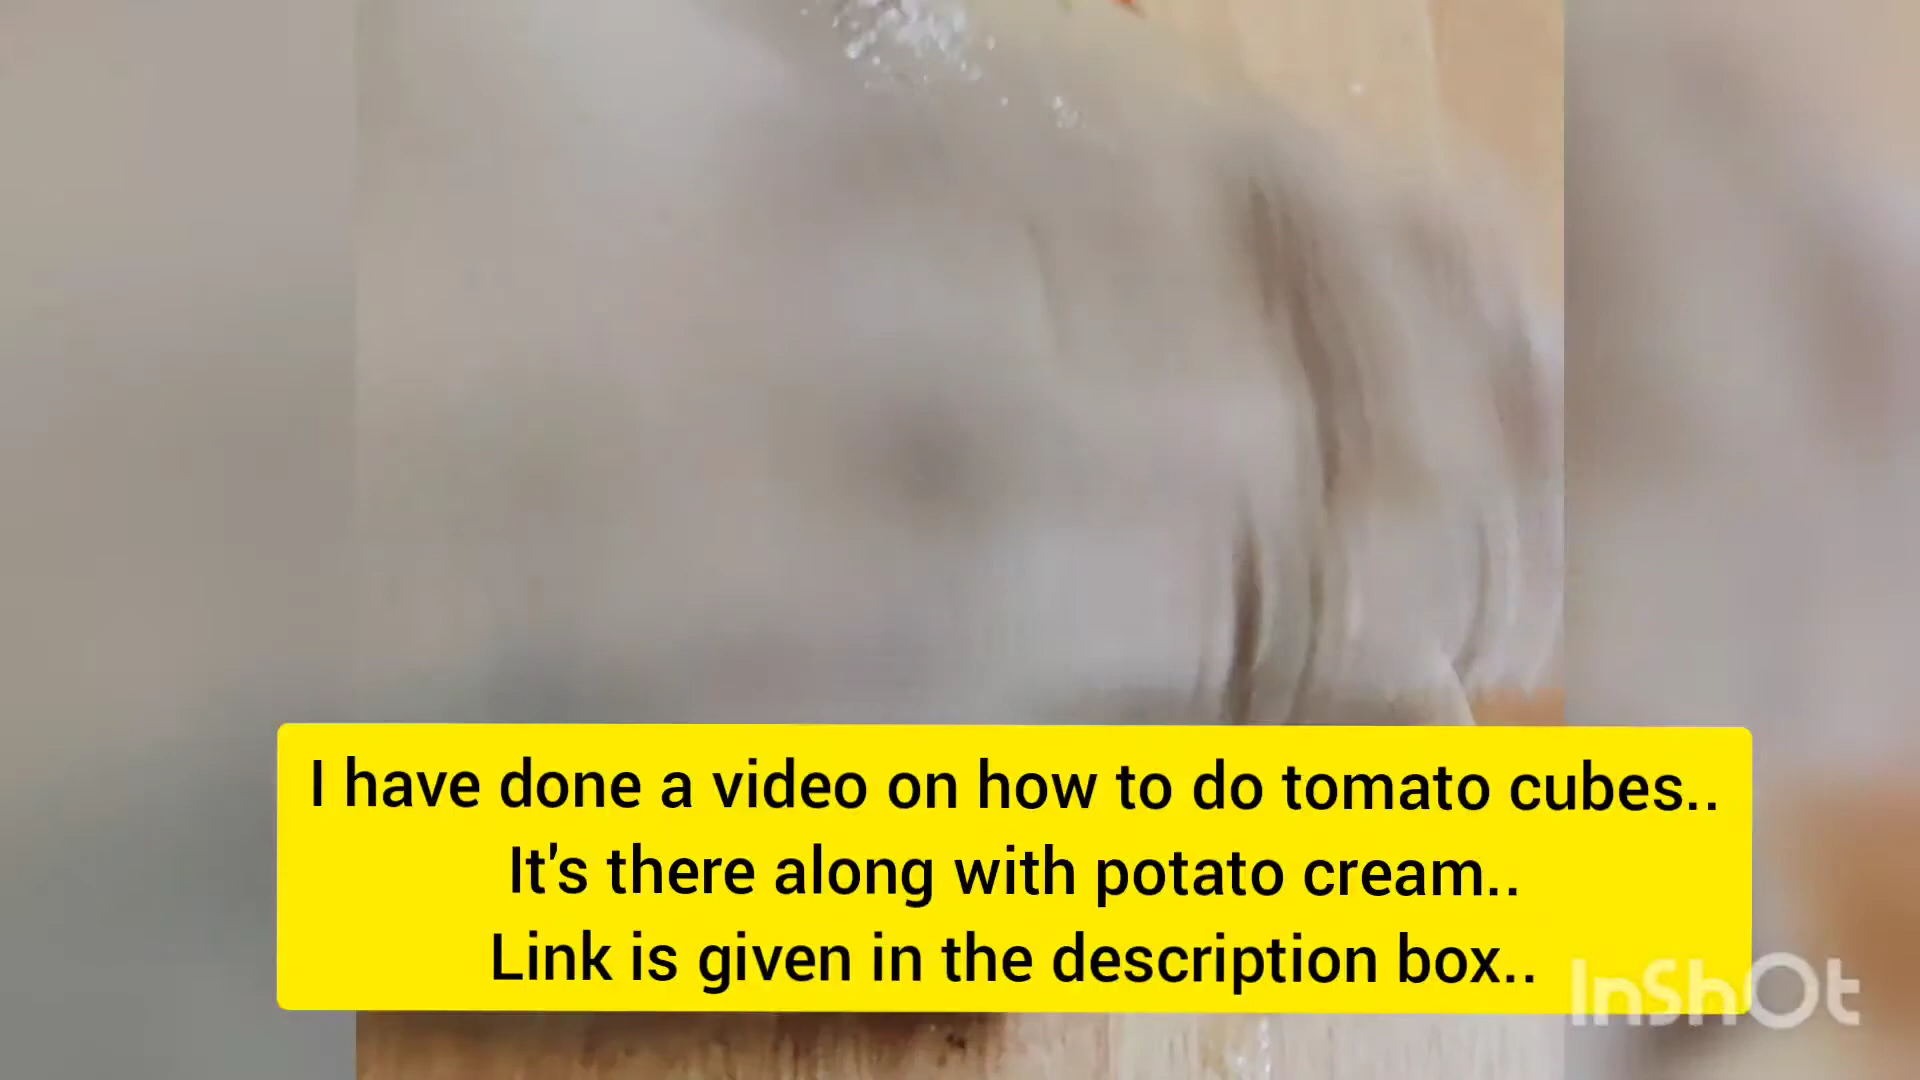 I have done a video on how to do tomato cubes..
It's there along with potato cream..
Link is given in the description box..
InShOt